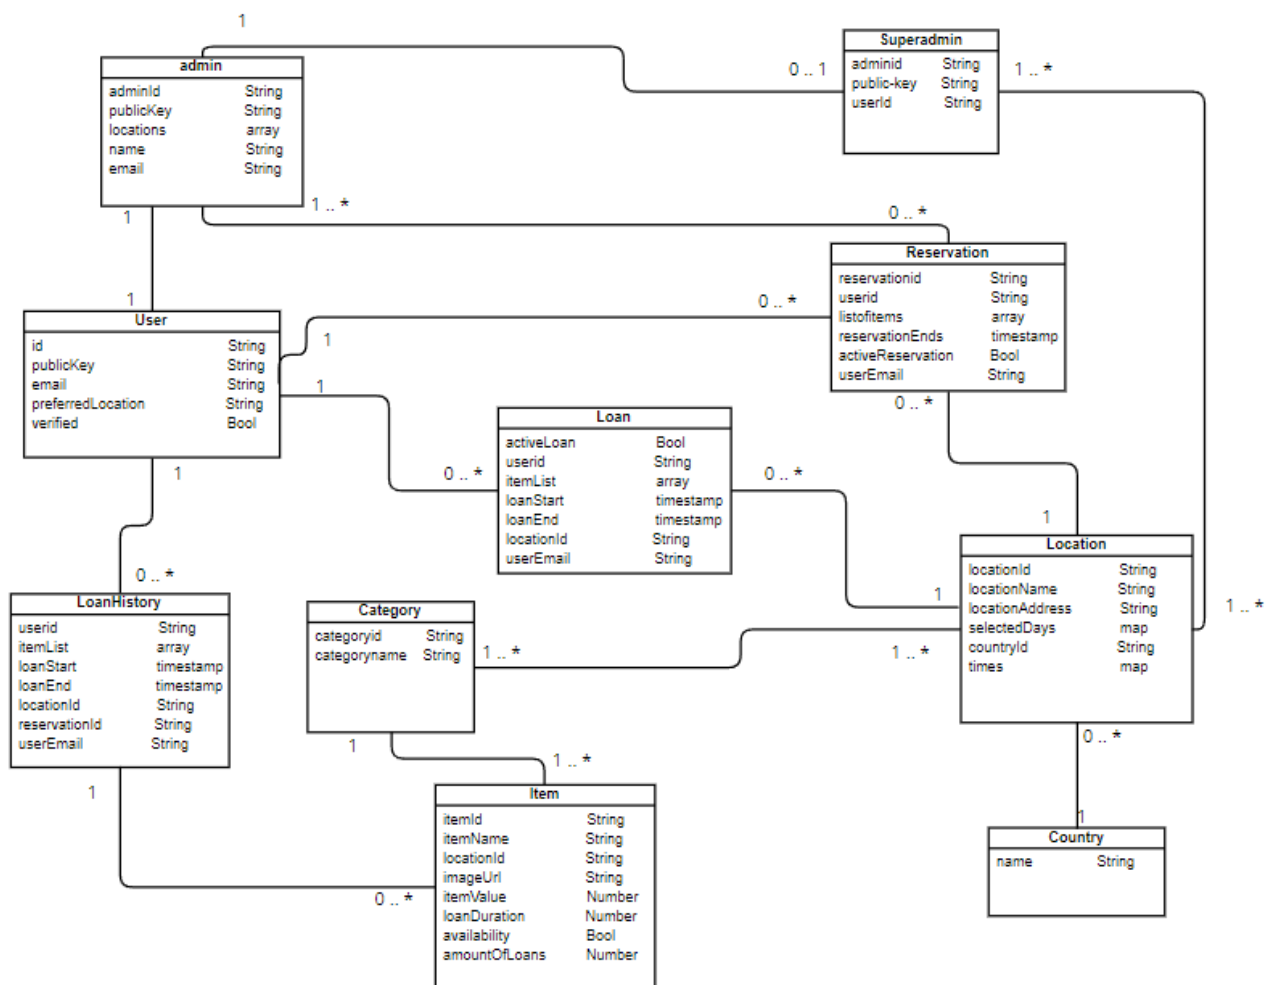 1
Superadmin
adminid String
public-key String
userId String
0 .. 1
1 .. *
admin
adminId String
publicKey String
locations array
name String
email String
1
1 .. *
0 .. *
Reservation
reservationid String
userid String
listofitems array
reservationEnds timestamp
activeReservation Bool
userEmail String
1
0 .. *
User
id String
publicKey String
email String
preferredLocation String
verified Bool
1
1
0 .. *
Loan
activeLoan Bool
userid String
itemList array
loanStart timestamp
loanEnd timestamp
locationId String
userEmail String
1
0 .. *
0 .. *
1
Location
locationId String
locationName String
locationAddress String
selectedDays map
countryId String
times map
0 .. *
1
1 .. *
LoanHistory
userid String
itemList array
loanStart timestamp
loanEnd timestamp
locationId String
reservationId String
userEmail String
Category
categoryid String
categoryname String
1 .. *
1 .. *
0 .. *
1
1 .. *
1
Item
itemId String
itemName String
locationId String
imageUrl String
itemValue Number
loanDuration Number
availability Bool
amountOfLoans Number
0 .. *
1
Country
name String